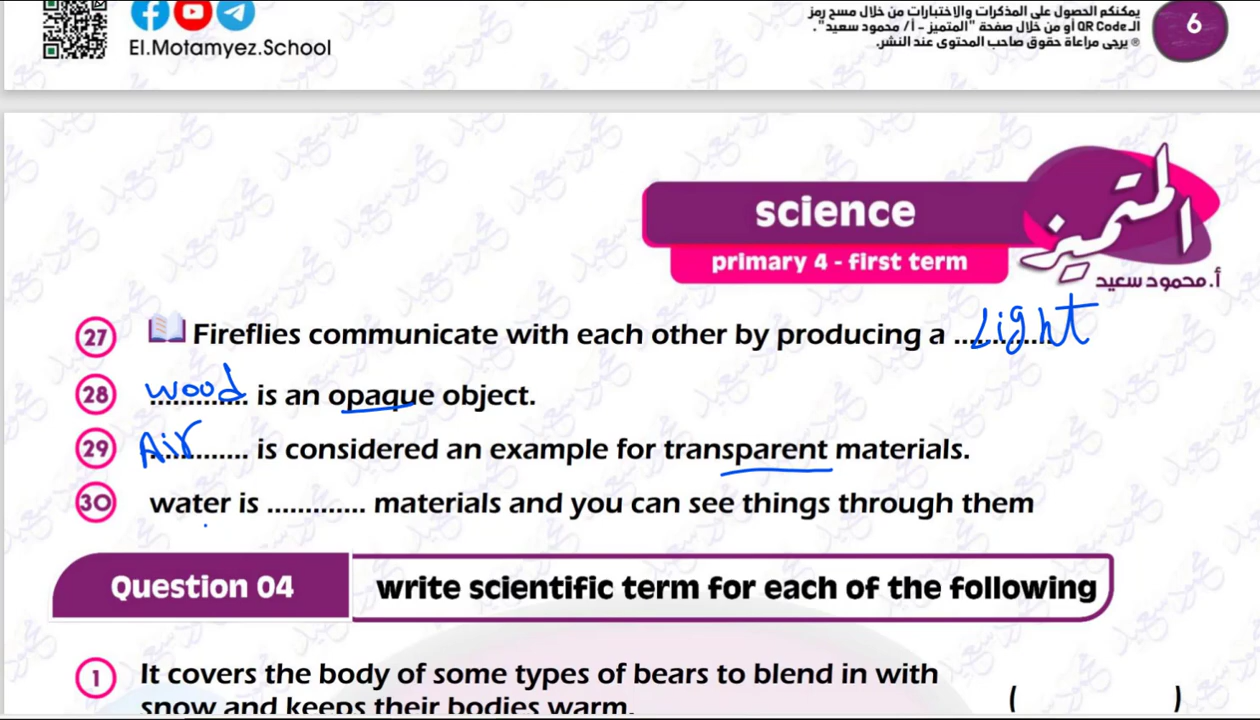 El.Motamyez.School
يمكنكم الحصول على المذكرات والاختبارات من خلال مسح رمز
الـ QR Code أو من خلال صفحة "المتميز - أ/ محمود سعيد".
® يرجى مراعاة حقوق صاحب المحتوى عند النشر.
6
science
primary 4 - first term
المتميز
أ. محمود سعيد
27 Fireflies communicate with each other by producing a ............. Light
28 wood ............. is an opaque object.
29 Air ............. is considered an example for transparent materials.
30 water is ............. materials and you can see things through them
Question 04 write scientific term for each of the following
1 It covers the body of some types of bears to blend in with
snow and keeps their bodies warm. ( )